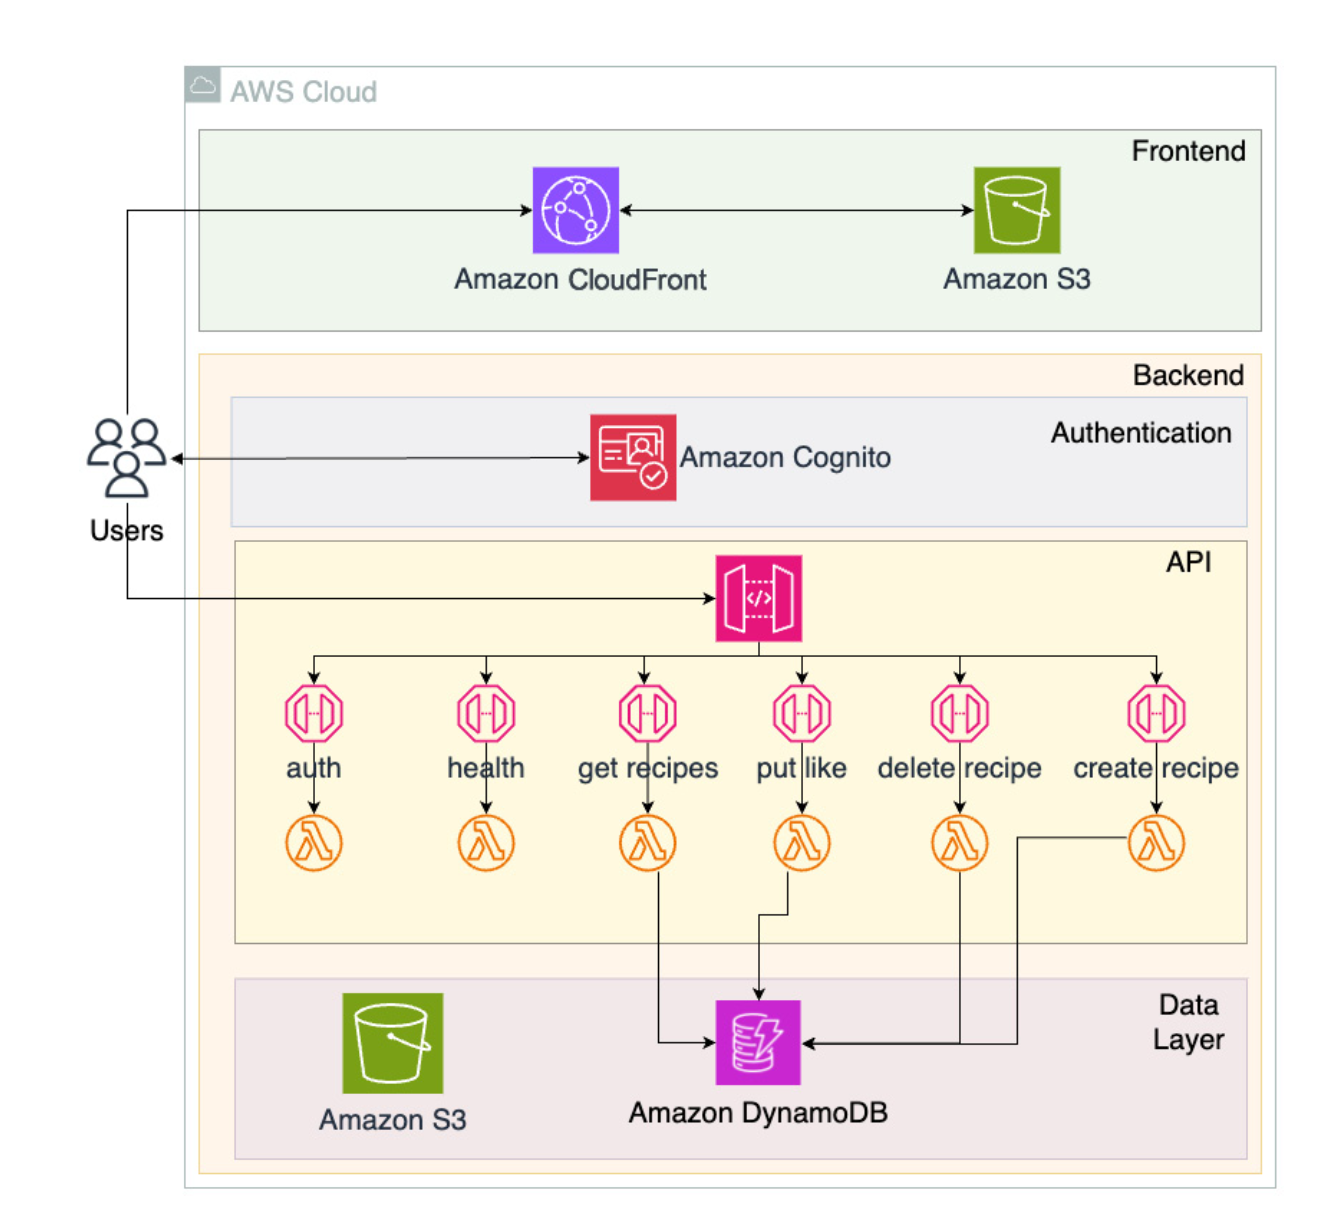 AWS Cloud
Frontend
Amazon CloudFront
Amazon S3
Backend
Authentication
Amazon Cognito
Users
API
</>
auth
health
get recipes
put like
delete recipe
create recipe
Data
Layer
Amazon S3
Amazon DynamoDB